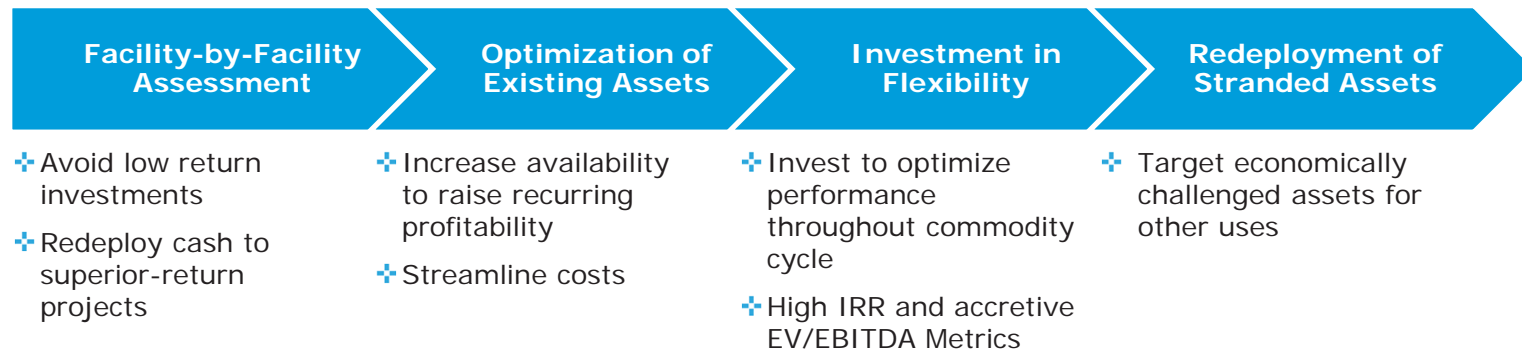 Facility-by-Facility
Assessment
Optimization of
Existing Assets
Investment in
Flexibility
Redeployment of
Stranded Assets
Avoid low return
investments
Redeploy cash to
superior-return
projects
Increase availability
to raise recurring
profitability
Streamline costs
Invest to optimize
performance
throughout commodity
cycle
High IRR and accretive
EV/EBITDA Metrics
Target economically
challenged assets for
other uses